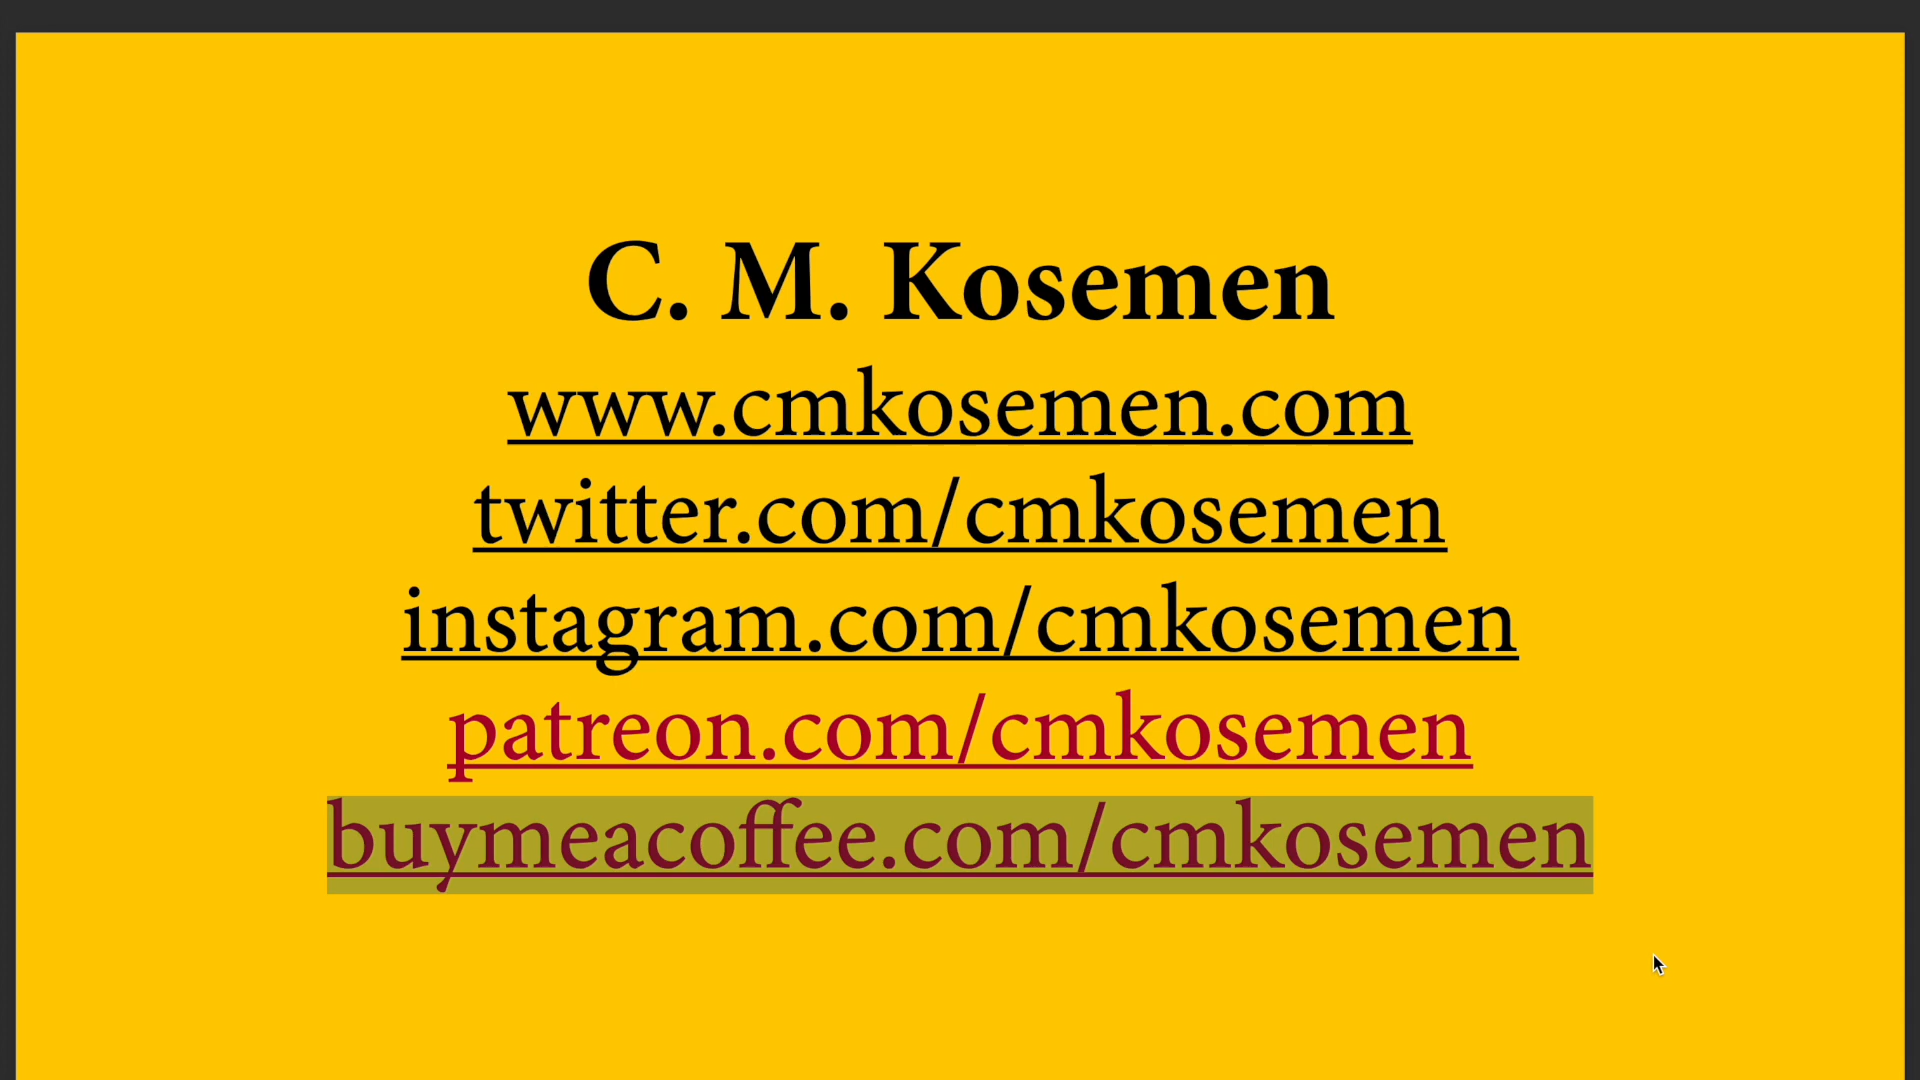 C. M. Kosemen
www.cmkosemen.com
twitter.com/cmkosemen
instagram.com/cmkosemen
patreon.com/cmkosemen
buymeacoffee.com/cmkosemen